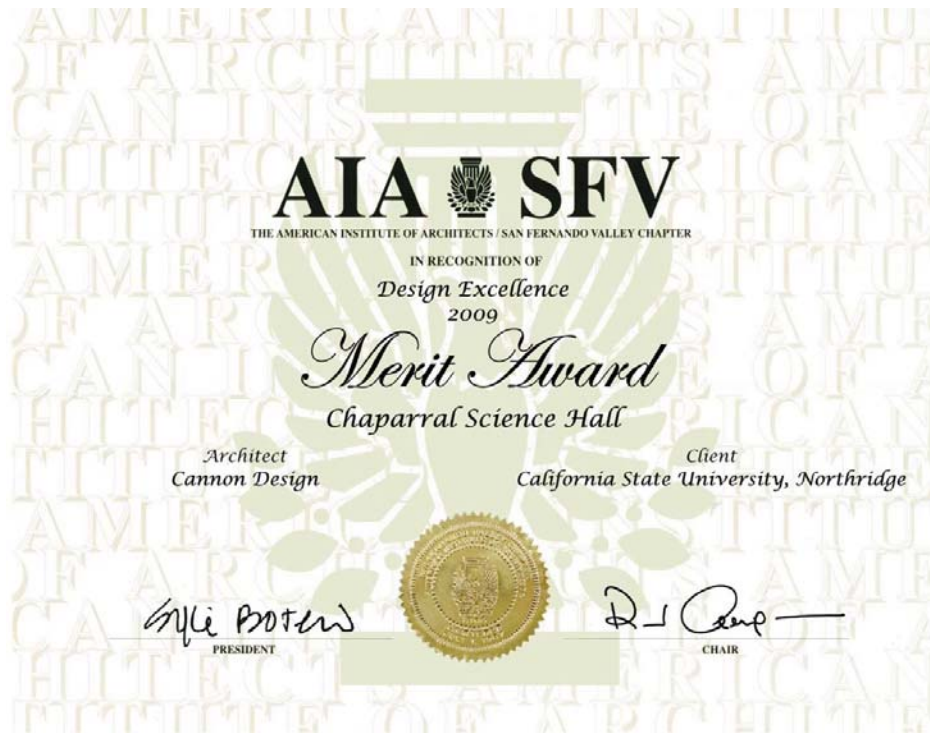 AIA SFV
THE AMERICAN INSTITUTE OF ARCHITECTS / SAN FERNANDO VALLEY CHAPTER
IN RECOGNITION OF
Design Excellence
2009
Merit Award
Chaparral Science Hall
Architect
Cannon Design
Client
California State University, Northridge
PRESIDENT
CHAIR